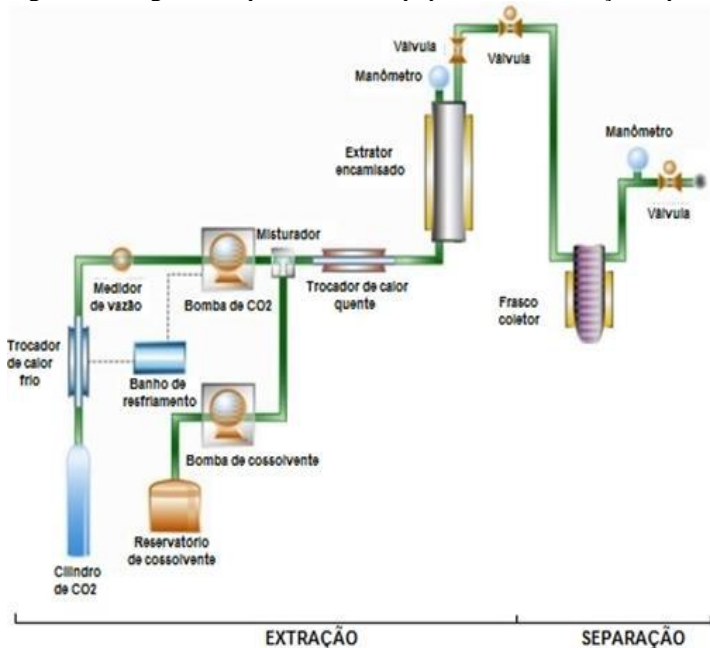 Válvula
Válvula
Manômetro
Extrator
encamisado
Manômetro
Válvula
Misturador
Medidor
de vazão
Bomba de CO2
Trocador de calor
quente
Frasco
coletor
Trocador
de calor
frio
Banho de
resfriamento
Bomba de cossolvente
Reservatório
de cossolvente
Cilindro
de CO2
EXTRAÇÃO
SEPARAÇÃO